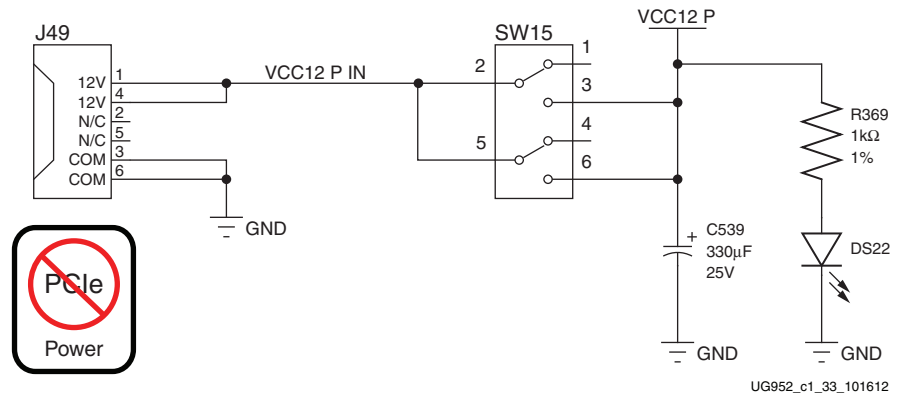 J49
12V 1
12V 4
N/C 2
N/C 5
COM 3
COM 6
GND
VCC12 P IN
SW15
2
1
3
5
4
6
VCC12 P
R369
1kΩ
1%
+
C539
330μF
25V
GND
DS22
GND
PCIe
Power
UG952_c1_33_101612